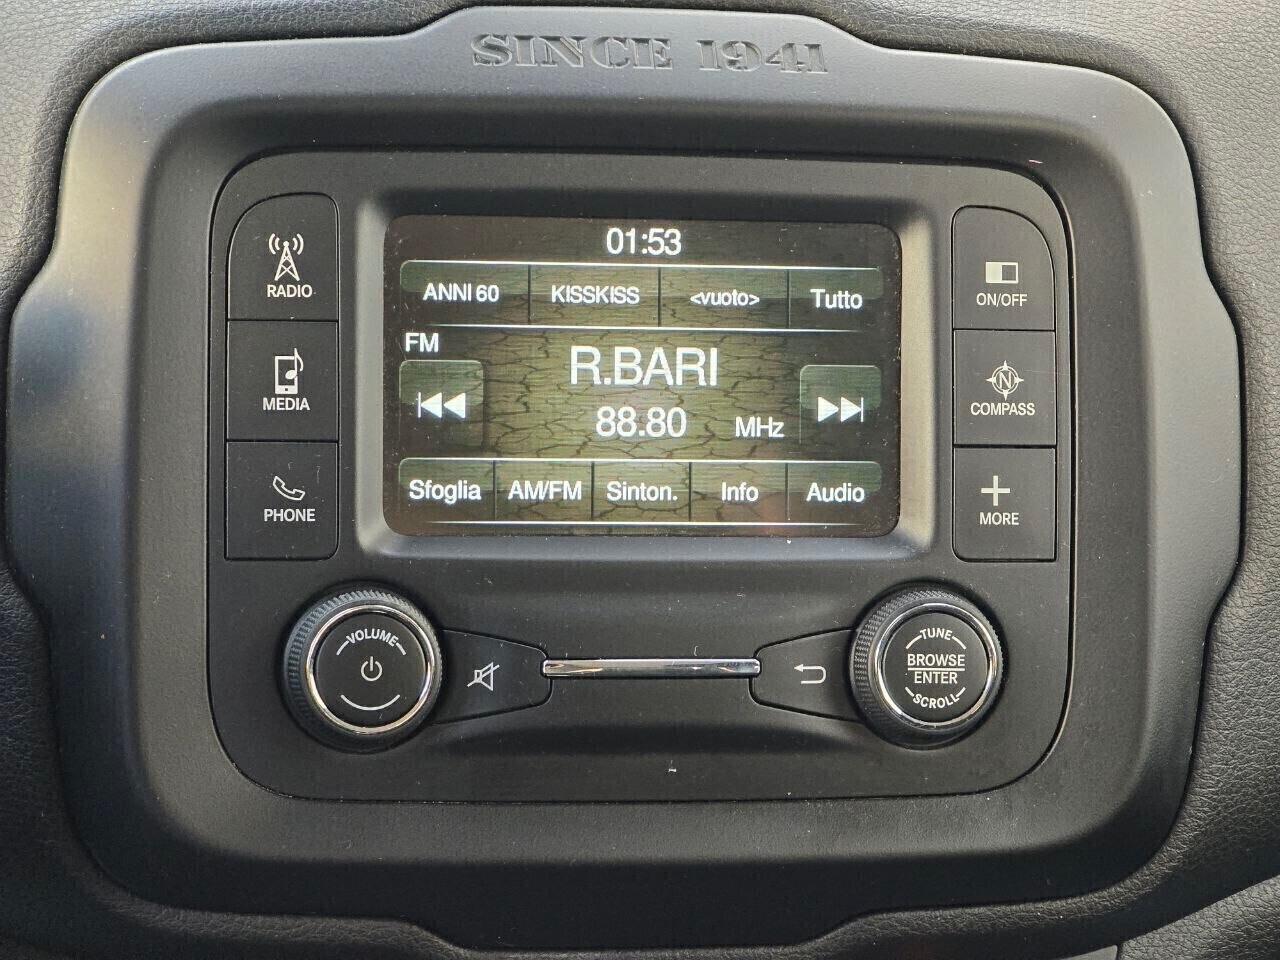 SINCE 1941
RADIO
MEDIA
PHONE
01:53
ANNI 60 KISSKISS <vuoto> Tutto
FM
R.BARI
88.80 MHz
Sfoglia AM/FM Sinton. Info Audio
ON/OFF
N
COMPASS
MORE
VOLUME
TUNE
BROWSE
ENTER
SCROLL